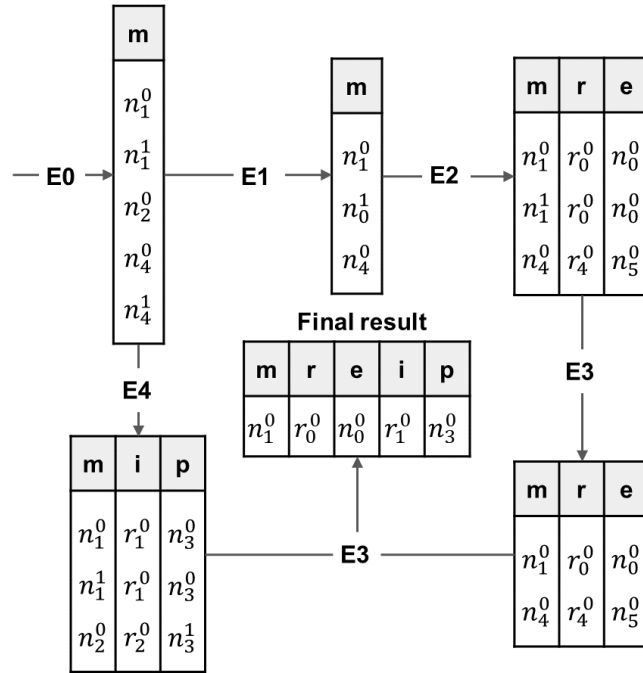 m
n_1^0
n_1^1
n_2^0
n_4^0
n_4^1
E0
E1
m
n_1^0
n_0^1
n_4^0
E2
m r e
n_1^0 r_0^0 n_0^0
n_1^1 r_0^0 n_0^0
n_4^0 r_4^0 n_5^0
E3
E4
Final result
m r e i p
n_1^0 r_0^0 n_0^0 r_1^0 n_3^0
m i p
n_1^0 r_1^0 n_3^0
n_1^1 r_1^0 n_3^0
n_2^0 r_2^0 n_3^1
E3
m r e
n_1^0 r_0^0 n_0^0
n_4^0 r_4^0 n_5^0